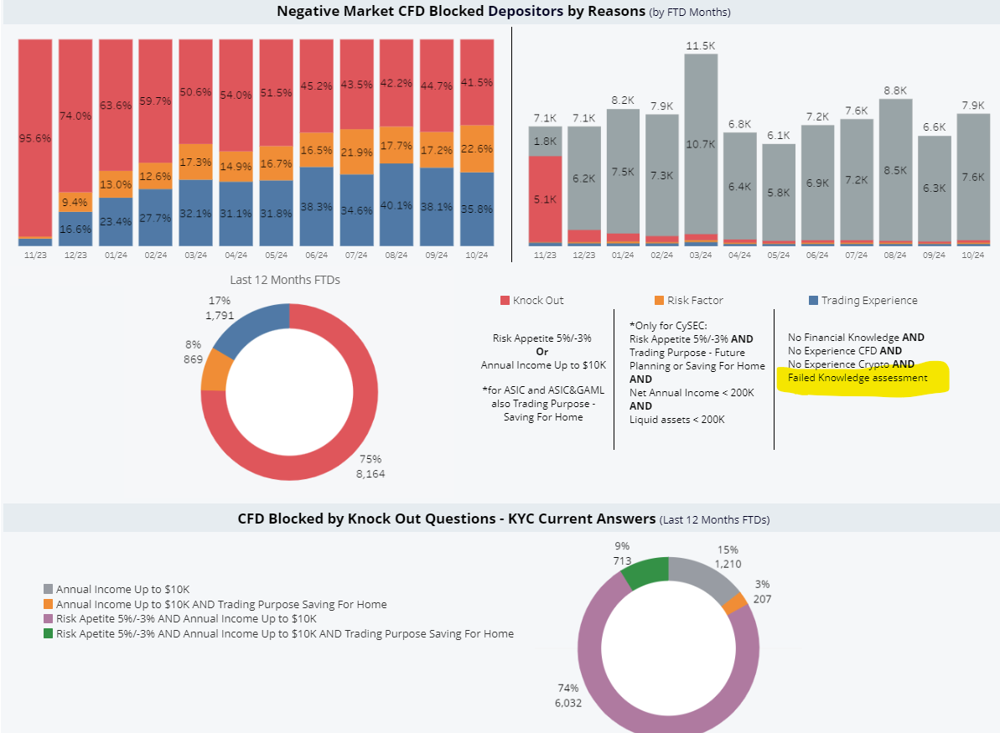 Negative Market CFD Blocked Depositors by Reasons (by FTD Months)
95.6%
74.0%
9.4%
16.6%
63.6%
13.0%
23.4%
59.7%
12.6%
27.7%
50.6%
17.3%
32.1%
54.0%
14.9%
31.1%
51.5%
16.7%
31.8%
45.2%
16.5%
38.3%
43.5%
21.9%
34.6%
42.2%
17.7%
40.1%
44.7%
17.2%
38.1%
41.5%
22.6%
35.8%
11/23 12/23 01/24 02/24 03/24 04/24 05/24 06/24 07/24 08/24 09/24 10/24
7.1K
1.8K
5.1K
7.1K
6.2K
8.2K
7.5K
7.9K
7.3K
11.5K
10.7K
6.8K
6.4K
6.1K
5.8K
7.2K
6.9K
7.6K
7.2K
8.8K
8.5K
6.6K
6.3K
7.9K
7.6K
11/23 12/23 01/24 02/24 03/24 04/24 05/24 06/24 07/24 08/24 09/24 10/24
Last 12 Months FTDs
17%
1,791
8%
869
75%
8,164
Knock Out
Risk Appetite 5%/-3%
Or
Annual Income Up to $10K
*for ASIC and ASIC&GAML
also Trading Purpose -
Saving For Home
Risk Factor
*Only for CySEC:
Risk Appetite 5%/-3% AND
Trading Purpose - Future
Planning or Saving For Home
AND
Net Annual Income < 200K
AND
Liquid assets < 200K
Trading Experience
No Financial Knowledge AND
No Experience CFD AND
No Experience Crypto AND
Failed Knowledge assessment
CFD Blocked by Knock Out Questions - KYC Current Answers (Last 12 Months FTDs)
Annual Income Up to $10K
Annual Income Up to $10K AND Trading Purpose Saving For Home
Risk Apetite 5%/-3% AND Annual Income Up to $10K
Risk Apetite 5%/-3% AND Annual Income Up to $10K AND Trading Purpose Saving For Home
9%
713
15%
1,210
3%
207
74%
6,032